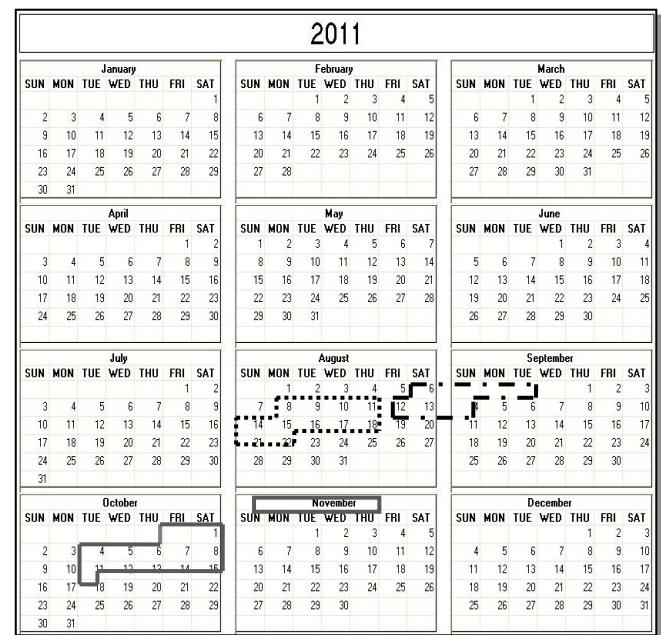 2011
January
SUN MON TUE WED THU FRI SAT
1
2 3 4 5 6 7 8
9 10 11 12 13 14 15
16 17 18 19 20 21 22
23 24 25 26 27 28 29
30 31
February
SUN MON TUE WED THU FRI SAT
1 2 3 4 5
6 7 8 9 10 11 12
13 14 15 16 17 18 19
20 21 22 23 24 25 26
27 28
March
SUN MON TUE WED THU FRI SAT
1 2 3 4 5
6 7 8 9 10 11 12
13 14 15 16 17 18 19
20 21 22 23 24 25 26
27 28 29 30 31
April
SUN MON TUE WED THU FRI SAT
1 2
3 4 5 6 7 8 9
10 11 12 13 14 15 16
17 18 19 20 21 22 23
24 25 26 27 28 29 30
May
SUN MON TUE WED THU FRI SAT
1 2 3 4 5 6 7
8 9 10 11 12 13 14
15 16 17 18 19 20 21
22 23 24 25 26 27 28
29 30 31
June
SUN MON TUE WED THU FRI SAT
1 2 3 4
5 6 7 8 9 10 11
12 13 14 15 16 17 18
19 20 21 22 23 24 25
26 27 28 29 30
July
SUN MON TUE WED THU FRI SAT
1 2
3 4 5 6 7 8 9
10 11 12 13 14 15 16
17 18 19 20 21 22 23
24 25 26 27 28 29 30
31
August
SUN MON TUE WED THU FRI SAT
1 2 3 4 5 6
7 8 9 10 11 12 13
14 15 16 17 18 19 20
21 22 23 24 25 26 27
28 29 30 31
September
SUN MON TUE WED THU FRI SAT
1 2 3
4 5 6 7 8 9 10
11 12 13 14 15 16 17
18 19 20 21 22 23 24
25 26 27 28 29 30
October
SUN MON TUE WED THU FRI SAT
1
2 3 4 5 6 7 8
9 10 11 12 13 14 15
16 17 18 19 20 21 22
23 24 25 26 27 28 29
30 31
November
SUN MON TUE WED THU FRI SAT
1 2 3 4 5
6 7 8 9 10 11 12
13 14 15 16 17 18 19
20 21 22 23 24 25 26
27 28 29 30
December
SUN MON TUE WED THU FRI SAT
1 2 3
4 5 6 7 8 9 10
11 12 13 14 15 16 17
18 19 20 21 22 23 24
25 26 27 28 29 30 31